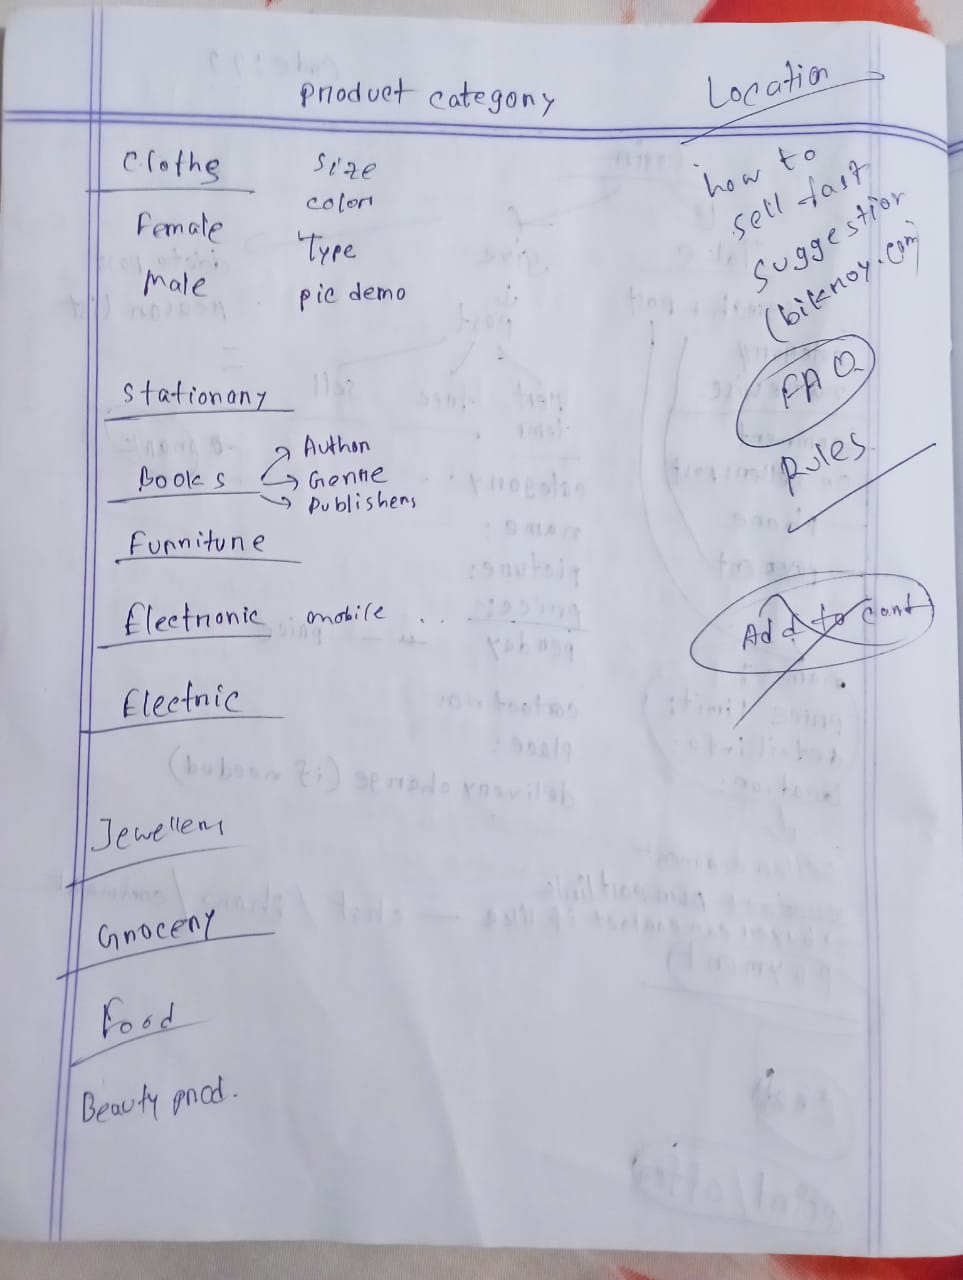 Product category
Location
Clothe
Size
color
Female
Type
Male
pic demo
how to
sell fast
suggestion
(bikroy.com)
FAQ
Rules
Stationary
Books
Author
Genre
Publishers
Furniture
Electronic mobile ..
Add to Cart
Electric
Jewellers
Grocery
Food
Beauty prod.